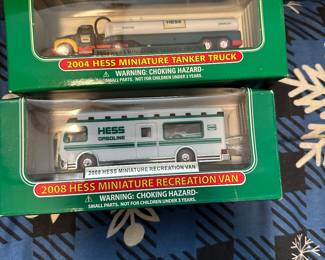 HESS
2004 HESS MINIATURE TANKER TRUCK
WARNING: CHOKING HAZARD-
SMALL PARTS. NOT FOR CHILDREN UNDER 3 YEARS.
HESS
GASOLINE
2008 HESS MINIATURE RECREATION VAN
2008 HESS MINIATURE RECREATION VAN
WARNING: CHOKING HAZARD-
SMALL PARTS. NOT FOR CHILDREN UNDER 3 YEARS.